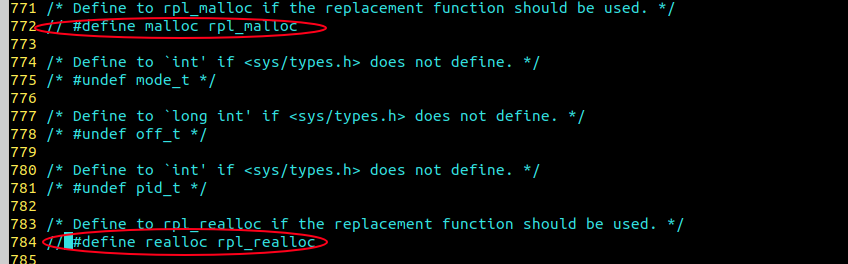 771 /* Define to rpl_malloc if the replacement function should be used. */
772 // #define malloc rpl_malloc
773
774 /* Define to `int' if <sys/types.h> does not define. */
775 /* #undef mode_t */
776
777 /* Define to `long int' if <sys/types.h> does not define. */
778 /* #undef off_t */
779
780 /* Define to `int' if <sys/types.h> does not define. */
781 /* #undef pid_t */
782
783 /* Define to rpl_realloc if the replacement function should be used. */
784 // #define realloc rpl_realloc
785